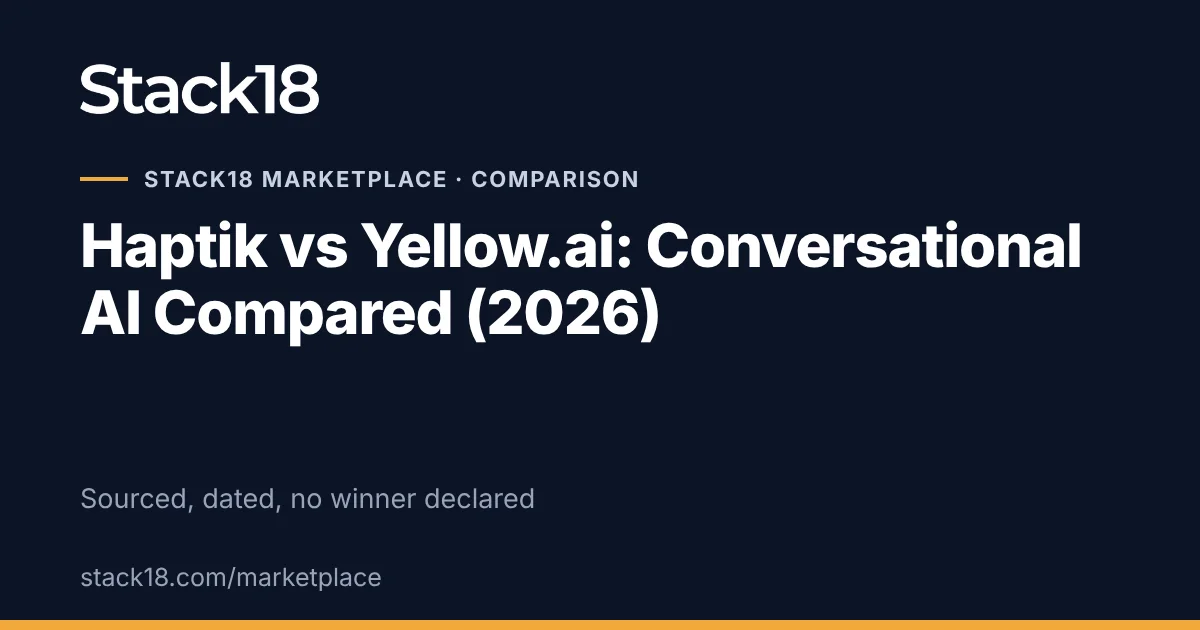 Stack18
STACK18 MARKETPLACE · COMPARISON
Haptik vs Yellow.ai: Conversational
AI Compared (2026)
Sourced, dated, no winner declared
stack18.com/marketplace